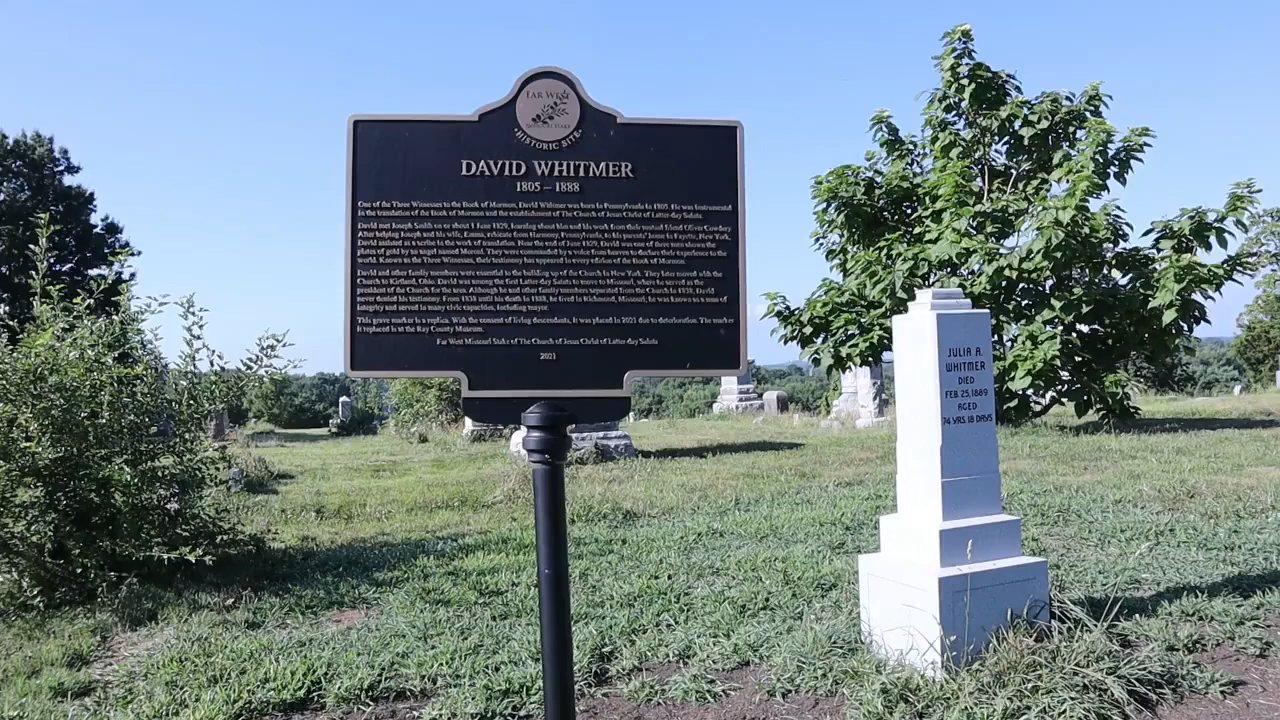 FAR WEST
MISSOURI STAKE
HISTORIC SITE
DAVID WHITMER
1805 – 1888
One of the Three Witnesses to the Book of Mormon, David Whitmer was born in Pennsylvania in 1805. He was instrumental
in the translation of the Book of Mormon and the establishment of The Church of Jesus Christ of Latter-day Saints.
David met Joseph Smith on or about 1 June 1829, learning about him and his work from their mutual friend Oliver Cowdery.
After helping Joseph and his wife, Emma, relocate from Harmony, Pennsylvania, to his parents' home in Fayette, New York,
David assisted as a scribe in the work of translation. Near the end of June 1829, David was one of three men shown the
plates of gold by an angel named Moroni. They were commanded by a voice from heaven to declare their experience to the
world. Known as the Three Witnesses, their testimony has appeared in every edition of the Book of Mormon.
David and other family members were essential to the building up of the Church in New York. They later moved with the
Church to Kirtland, Ohio. David was among the first Latter-day Saints to move to Missouri, where he served as the
president of the Church for the area. Although he and other family members separated from the Church in 1838, David
never denied his testimony. From 1838 until his death in 1888, he lived in Richmond, Missouri; he was known as a man of
integrity and served in many civic capacities, including mayor.
This grave marker is a replica. With the consent of living descendants, it was placed in 2021 due to deterioration. The marker
it replaced is at the Ray County Museum.
Far West Missouri Stake of The Church of Jesus Christ of Latter-day Saints
2021
JULIA A.
WHITMER
DIED
FEB. 25, 1889
AGED
74 YRS. 18 DAYS